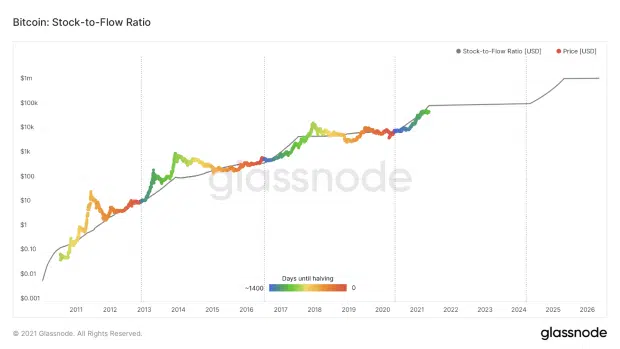 Bitcoin: Stock-to-Flow Ratio
Stock-to-Flow Ratio [USD] Price [USD]
$1m
$100k
$10k
$1k
$100
$10
$1
$0.10
$0.01
$0.001
glassnode
Days until halving
~1400 0
2011 2012 2013 2014 2015 2016 2017 2018 2019 2020 2021 2022 2023 2024 2025 2026
© 2021 Glassnode. All Rights Reserved.
glassnode